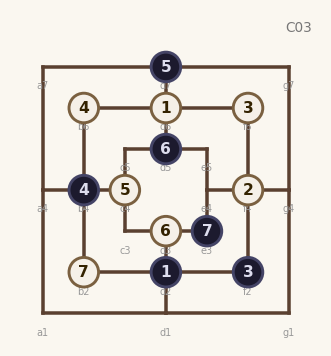 C03
5
a7 d7 g7
4 1 3
b6 d6 f6
6
c5 d5 e5
4 5 2
a4 b4 c4 e4 f4 g4
6 7
c3 d3 e3
7 1 3
b2 d2 f2
a1 d1 g1